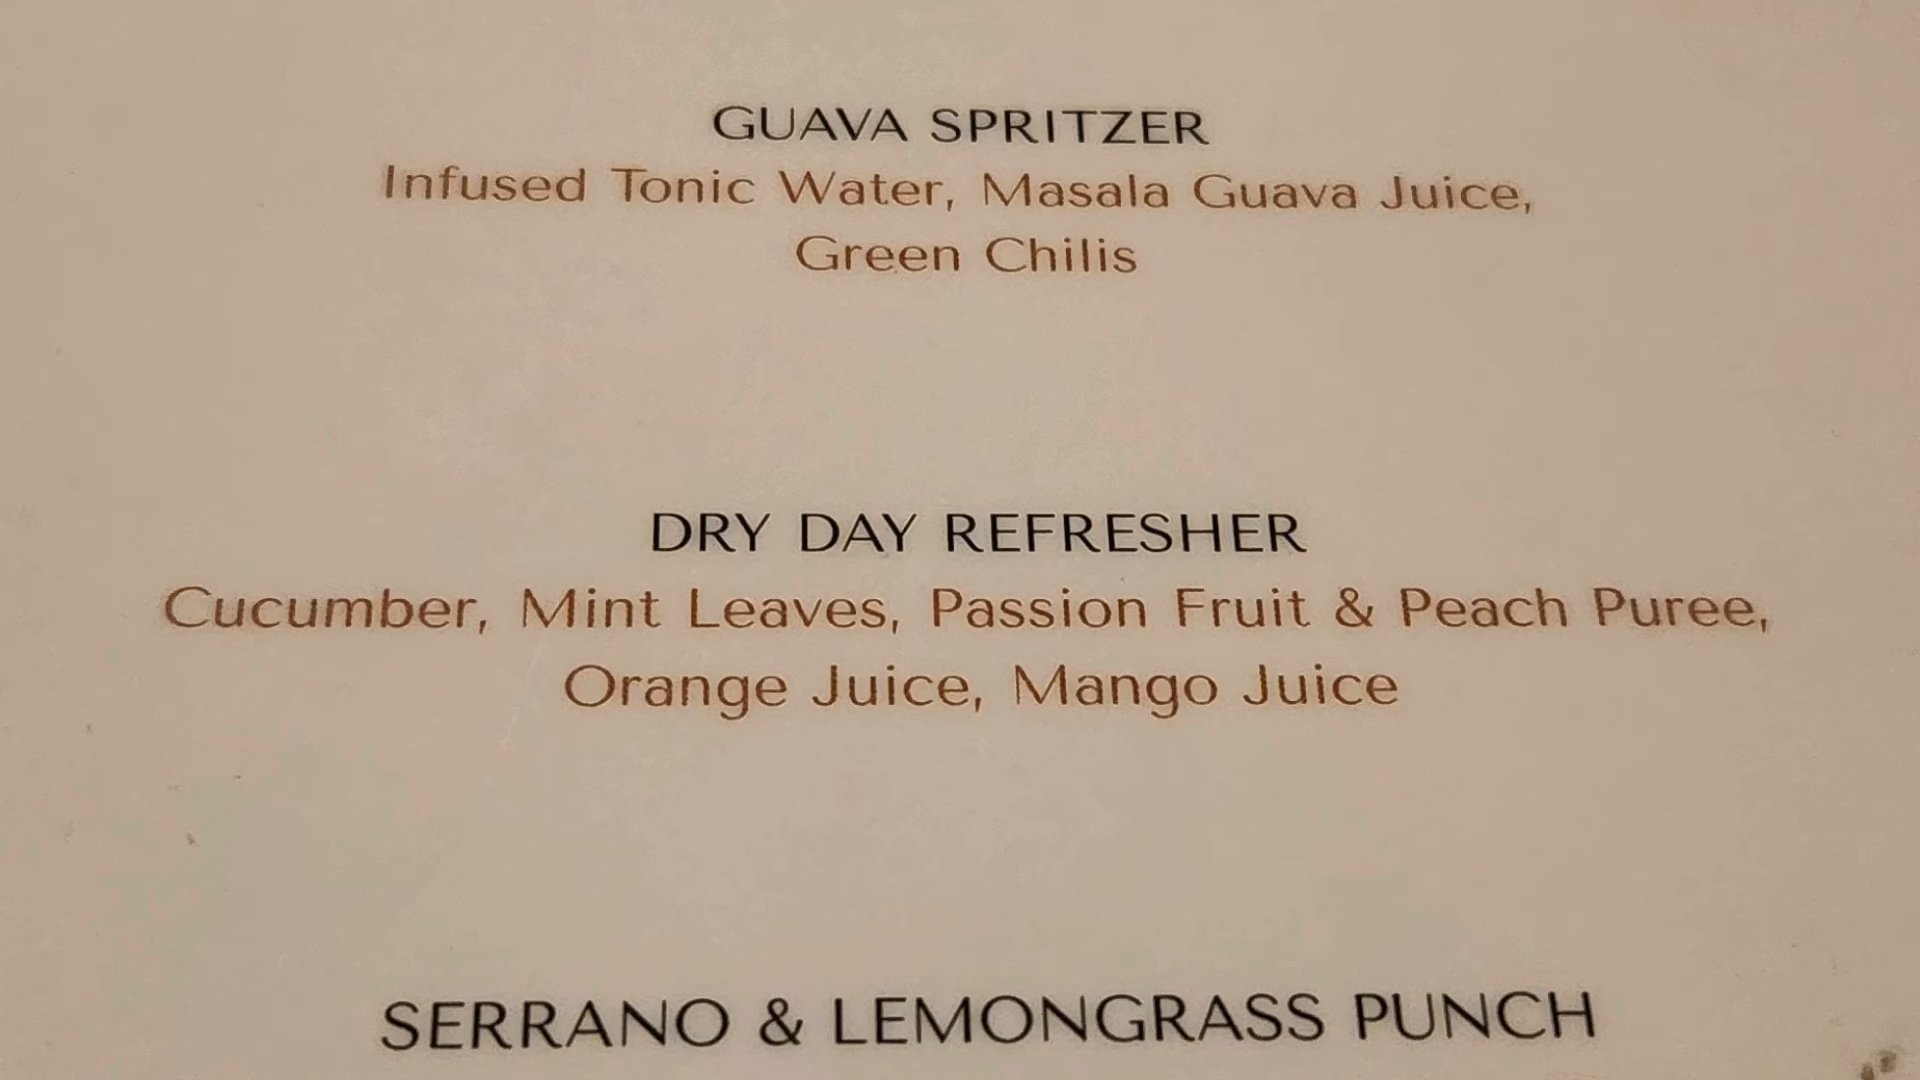 GUAVA SPRITZER
Infused Tonic Water, Masala Guava Juice,
Green Chilis
DRY DAY REFRESHER
Cucumber, Mint Leaves, Passion Fruit & Peach Puree,
Orange Juice, Mango Juice
SERRANO & LEMONGRASS PUNCH